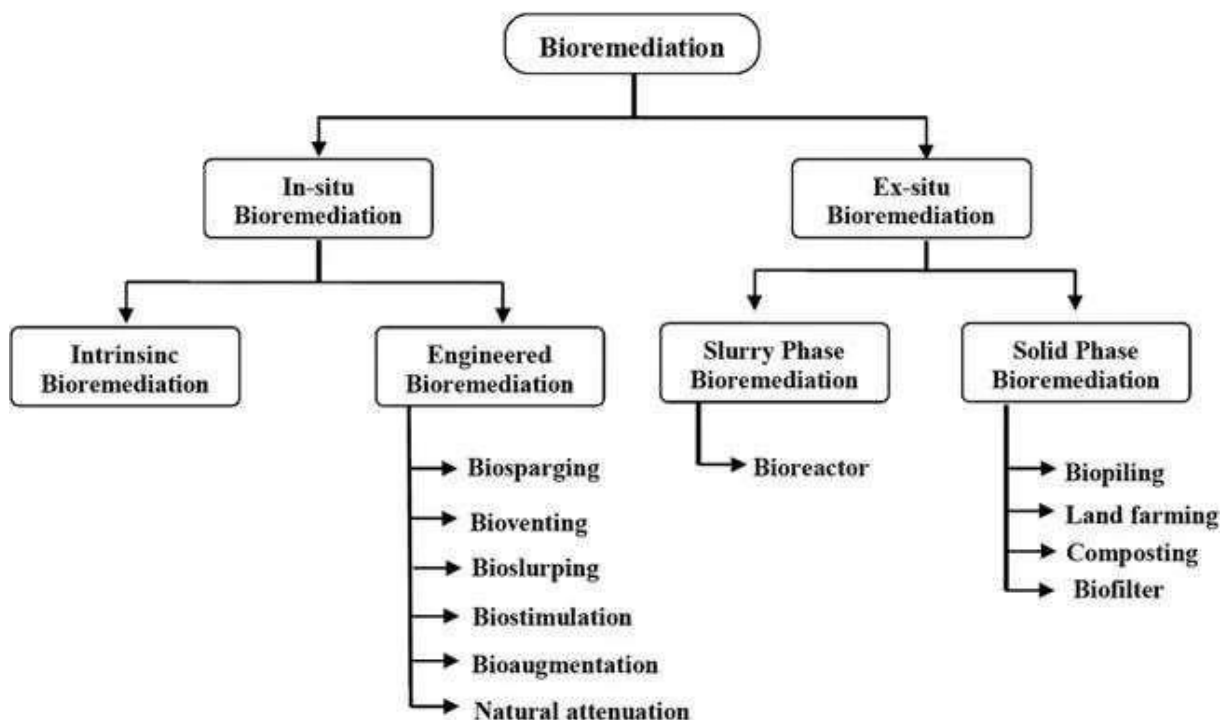 Bioremediation
In-situ
Bioremediation
Ex-situ
Bioremediation
Intrinsinc
Bioremediation
Engineered
Bioremediation
Slurry Phase
Bioremediation
Solid Phase
Bioremediation
Biosparging
Bioventing
Bioslurping
Biostimulation
Bioaugmentation
Natural attenuation
Bioreactor
Biopiling
Land farming
Composting
Biofilter